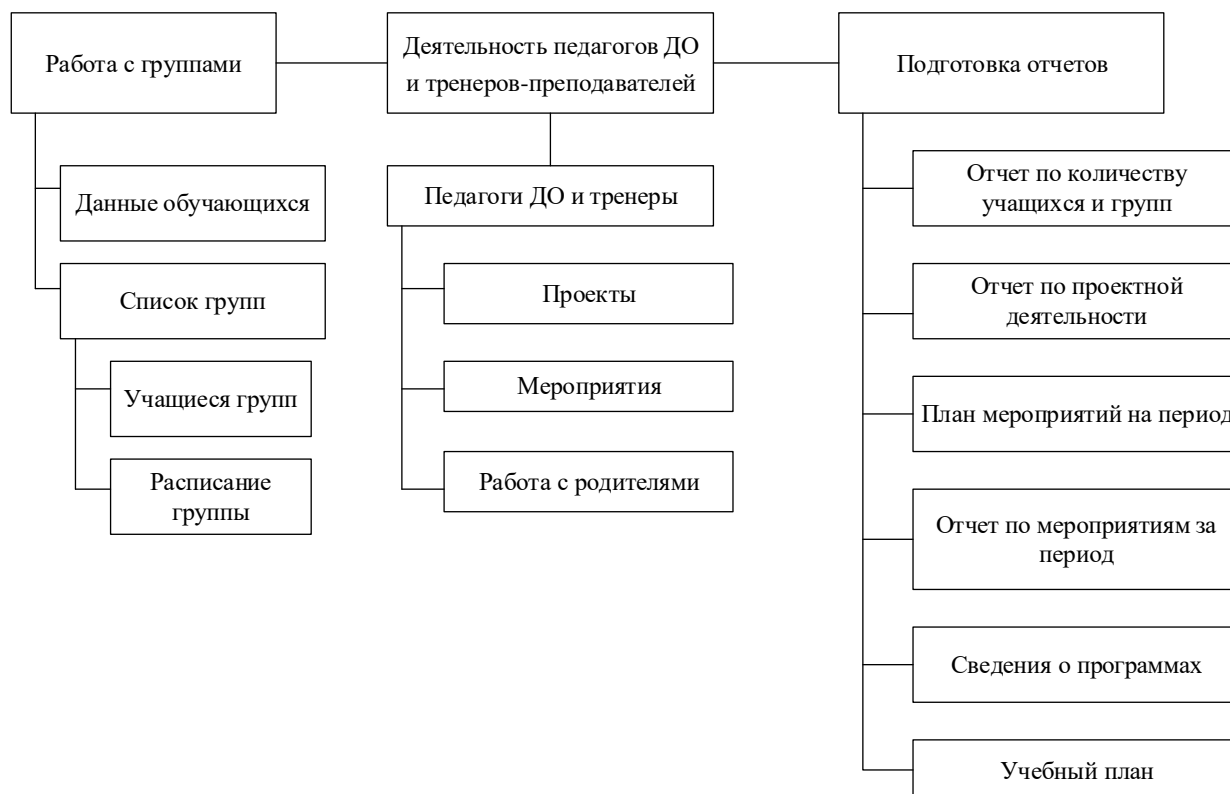 Работа с группами
Деятельность педагогов ДО
и тренеров-преподавателей
Подготовка отчетов
Данные обучающихся
Список групп
Учащиеся групп
Расписание
группы
Педагоги ДО и тренеры
Проекты
Мероприятия
Работа с родителями
Отчет по количеству
учащихся и групп
Отчет по проектной
деятельности
План мероприятий на период
Отчет по мероприятиям за
период
Сведения о программах
Учебный план